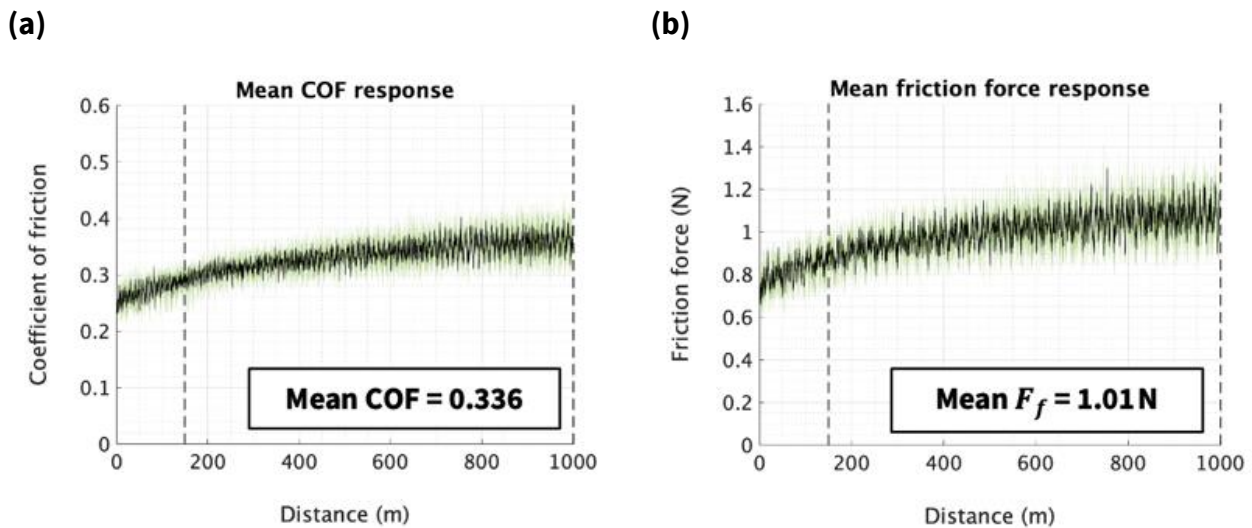 (a)
Mean COF response
Coefficient of friction
0.6
0.5
0.4
0.3
0.2
0.1
0
Mean COF = 0.336
0 200 400 600 800 1000
Distance (m)
(b)
Mean friction force response
Friction force (N)
1.6
1.4
1.2
1
0.8
0.6
0.4
0.2
0
Mean F_f = 1.01 N
0 200 400 600 800 1000
Distance (m)